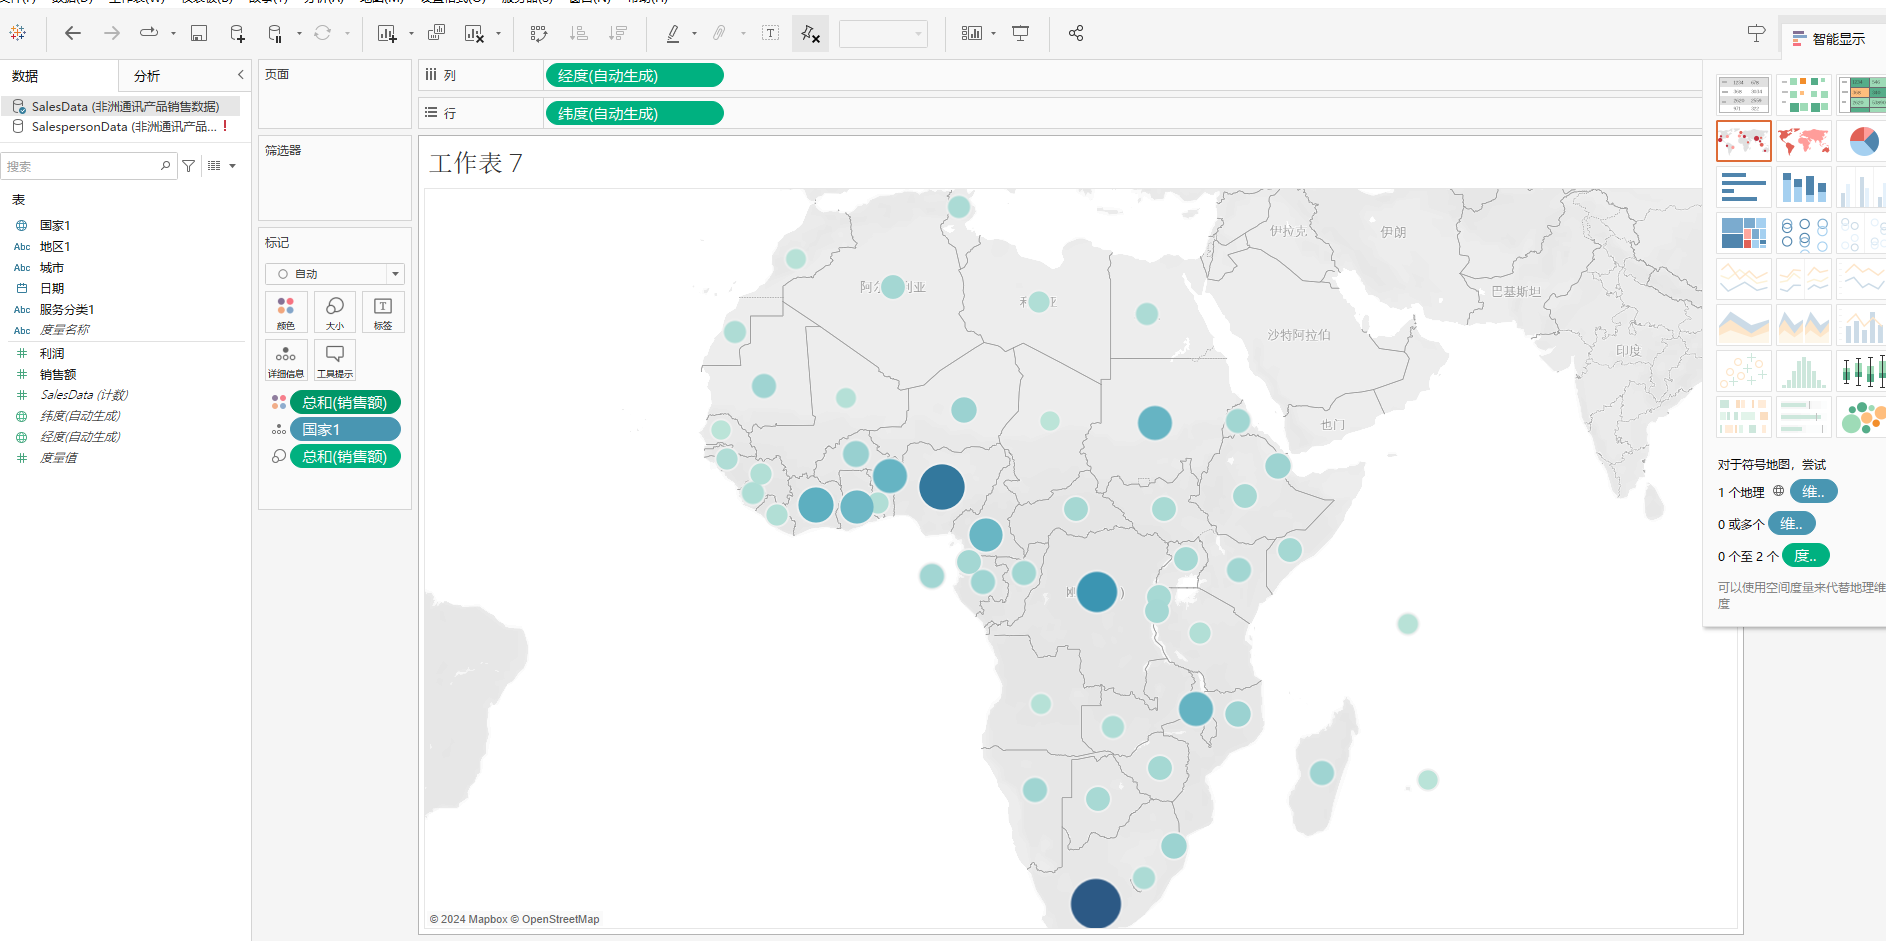 数据
分析
SalesData (非洲通讯产品销售数据)
SalespersonData (非洲通讯产品... !
搜索
表
国家1
Abc 地区1
Abc 城市
日期
Abc 服务分类1
Abc 度量名称
利润
销售额
SalesData (计数)
纬度(自动生成)
经度(自动生成)
度量值
页面
筛选器
标记
自动
颜色
大小
标签
详细信息
工具提示
总和(销售额)
国家1
总和(销售额)
列
经度(自动生成)
行
纬度(自动生成)
工作表 7
伊拉克
伊朗
巴基斯坦
沙特阿拉伯
印度
也门
© 2024 Mapbox © OpenStreetMap
智能显示
对于符号地图，尝试
1 个地理 维..
0 或多个 维..
0 个至 2 个 度..
可以使用空间度量来代替地理维
度